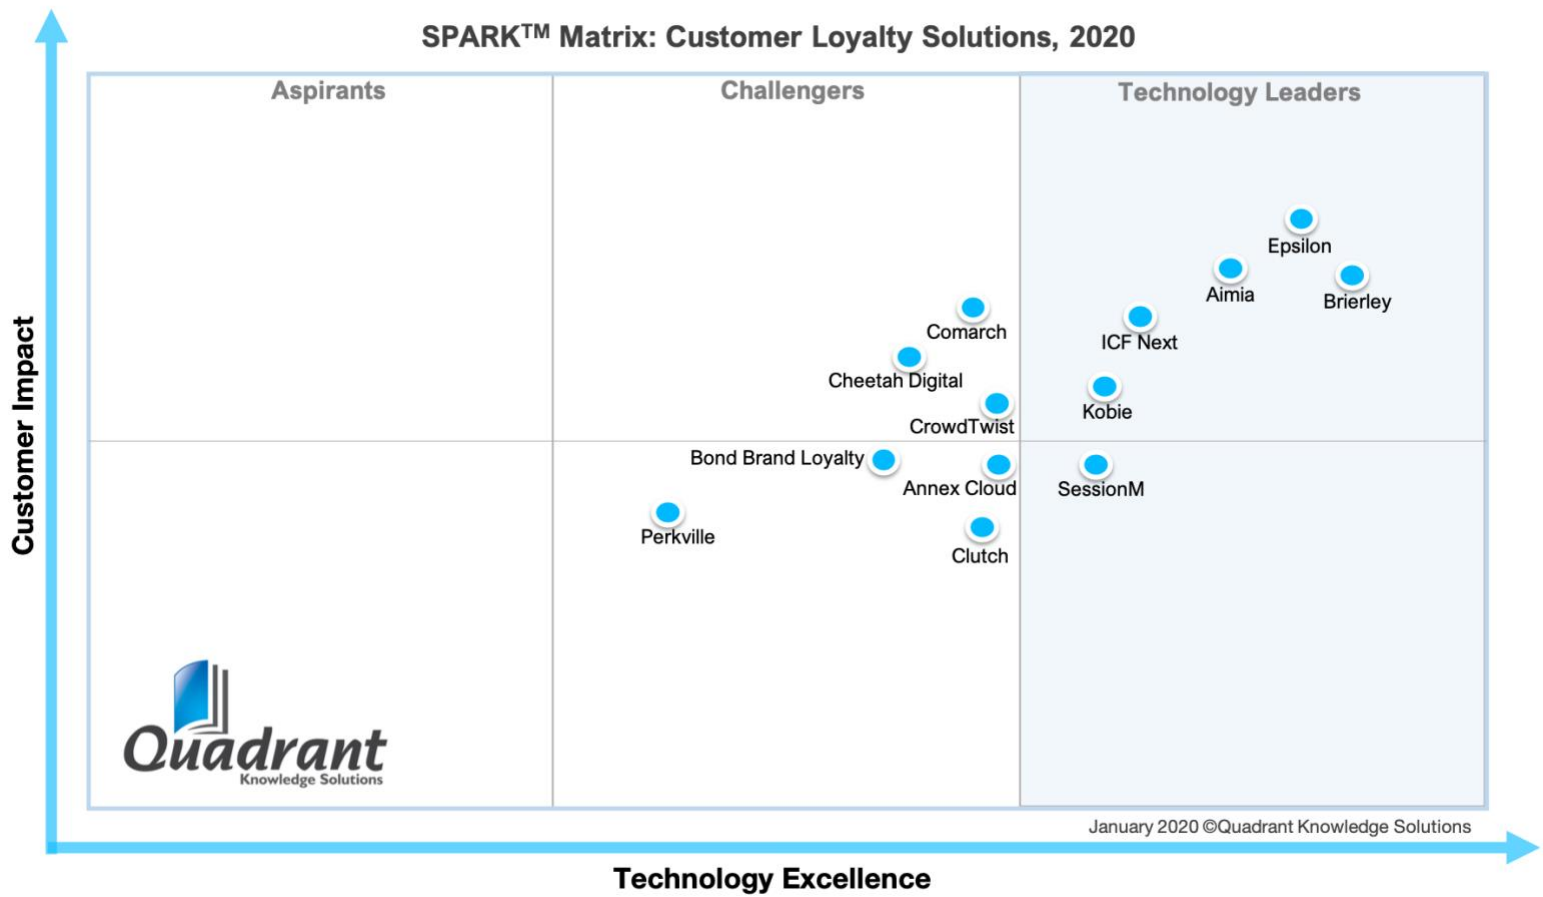 SPARK™ Matrix: Customer Loyalty Solutions, 2020
Aspirants
Challengers
Technology Leaders
Epsilon
Aimia
Brierley
Comarch
ICF Next
Cheetah Digital
Kobie
CrowdTwist
Bond Brand Loyalty
Annex Cloud
SessionM
Perkville
Clutch
Customer Impact
Quadrant
Knowledge Solutions
January 2020 ©Quadrant Knowledge Solutions
Technology Excellence